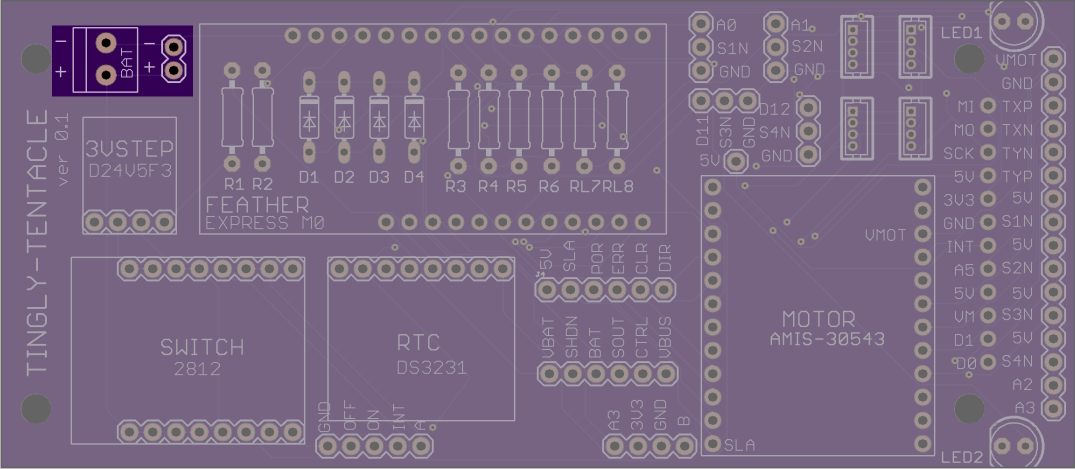 - -
BAT
+ +
TINGLY-TENTACLE
ver 0.1
3VSTEP
D24V5F3
R1 R2 D1 D2 D3 D4 R3 R4 R5 R6 RL7 RL8
FEATHER
EXPRESS M0
A0
S1N
GND
A1
S2N
GND
D11
S3N
GND
D12
S4N
GND
5V
LED1
VMOT
GND
TXP
TXN
TYN
TYP
5V
S1N
5V
S2N
5V
S3N
5V
S4N
A2
A3
MI
MO
SCK
5V
3V3
GND
INT
A5
5V
VM
D1
D0
VMOT
MOTOR
AMIS-30543
SLA
LED2
J4
5V
SLA
POR
ERR
CLR
DIR
VBAT
SHDN
BAT
SOUT
CTRL
VBUS
SWITCH
2812
RTC
DS3231
GND
OFF
ON
INT
A
A3
3V3
GND
B